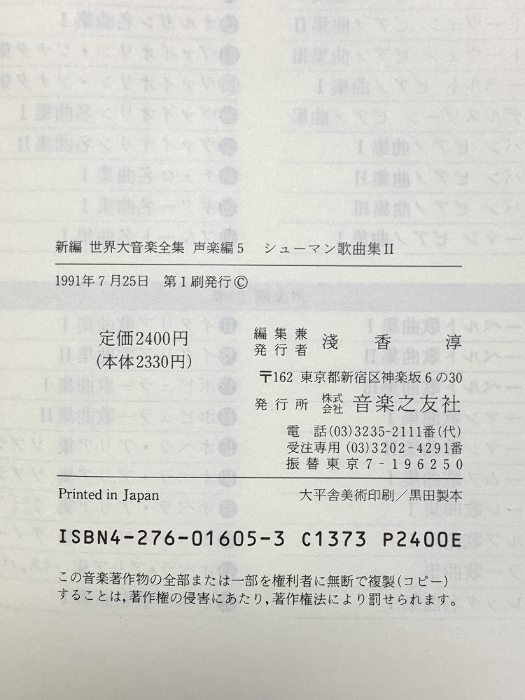 新編 世界大音楽全集 声楽編5 シューマン歌曲集II
1991年7月25日 第1刷発行©
定価2400円
(本体2330円)
編集兼
発行者 淺香淳
〒162 東京都新宿区神楽坂6の30
発行所 株式会社 音楽之友社
電話(03)3235-2111番(代)
受注専用(03)3202-4291番
振替 東京7-196250
Printed in Japan
大平舎美術印刷/黒田製本
ISBN4-276-01605-3 C1373 P2400E
この音楽著作物の全部または一部を権利者に無断で複製(コピー)
することは,著作権の侵害にあたり,著作権法により罰せられます。